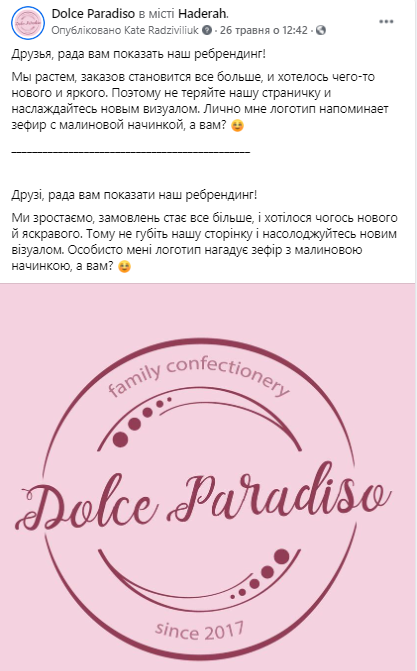 Dolce Paradiso в місті Haderah.
Опубліковано Kate Radziviliuk · 26 травня о 12:42 ·
Друзья, рада вам показать наш ребрендинг!
Мы растем, заказов становится все больше, и хотелось чего-то
нового и яркого. Поэтому не теряйте нашу страничку и
наслаждайтесь новым визуалом. Лично мне логотип напоминает
зефир с малиновой начинкой, а вам? 😊
________________________________________
Друзі, рада вам показати наш ребрендинг!
Ми зростаємо, замовлень стає все більше, і хотілося чогось нового
й яскравого. Тому не губіть нашу сторінку і насолоджуйтесь новим
візуалом. Особисто мені логотип нагадує зефір з малиновою
начинкою, а вам? 😊
family confectionery
Dolce Paradiso
since 2017